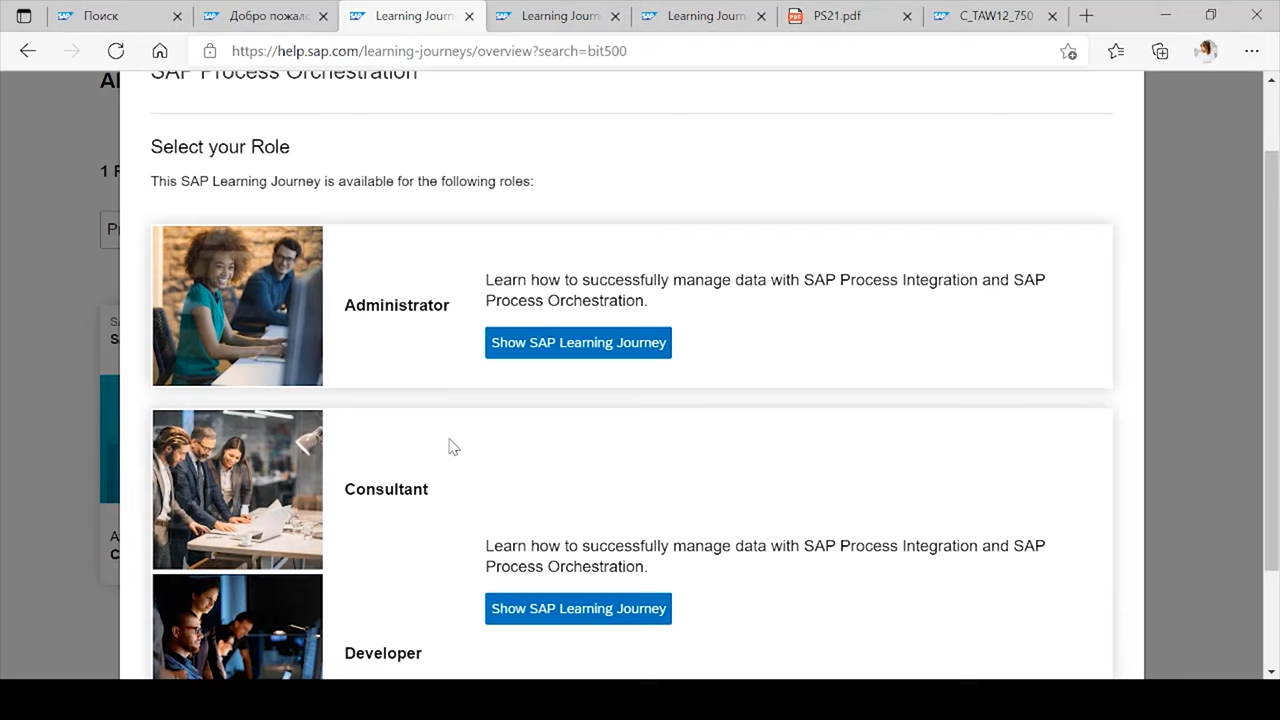 Поиск
Добро пожал
Learning Journ
Learning Journ
Learning Journ
PS21.pdf
C_TAW12_750
https://help.sap.com/learning-journeys/overview?search=bit500
SAP Process Orchestration
Select your Role
This SAP Learning Journey is available for the following roles:
Administrator
Learn how to successfully manage data with SAP Process Integration and SAP
Process Orchestration.
Show SAP Learning Journey
Consultant
Learn how to successfully manage data with SAP Process Integration and SAP
Process Orchestration.
Show SAP Learning Journey
Developer